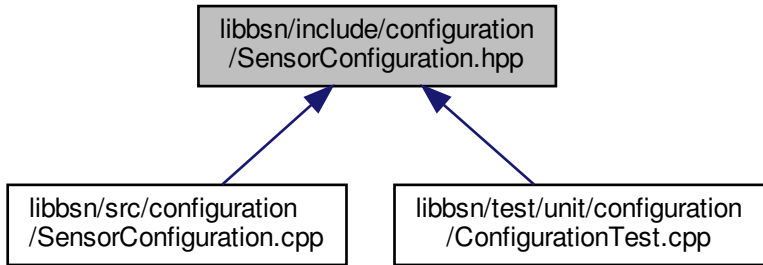 libbsn/include/configuration
/SensorConfiguration.hpp
libbsn/src/configuration
/SensorConfiguration.cpp
libbsn/test/unit/configuration
/ConfigurationTest.cpp